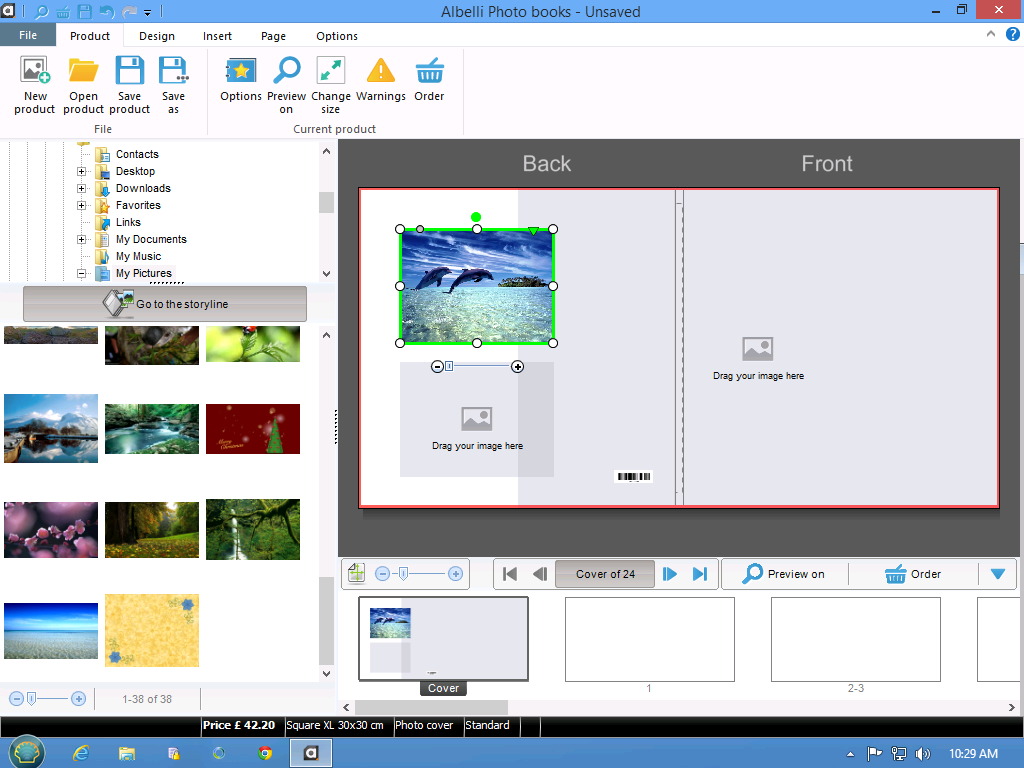 Albelli Photo books - Unsaved
File Product Design Insert Page Options
New product
Open product
Save product
Save as
Options
Preview on
Change size
Warnings
Order
File
Current product
Contacts
Desktop
Downloads
Favorites
Links
My Documents
My Music
My Pictures
Go to the storyline
Merry Christmas
1-38 of 38
Back Front
Drag your image here
Drag your image here
Cover of 24
Preview on
Order
Cover
1
2-3
Price £ 42.20 Square XL 30x30 cm Photo cover Standard
10:29 AM